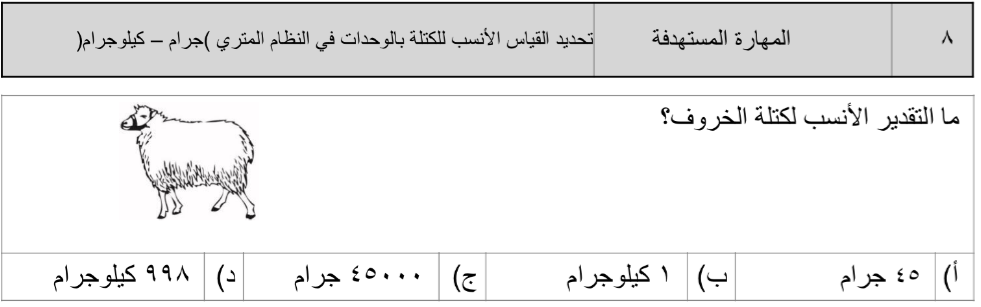 ٨ المهارة المستهدفة تحديد القياس الأنسب للكتلة بالوحدات في النظام المتري )جرام – كيلوجرام(
ما التقدير الأنسب لكتلة الخروف؟
أ) ٤٥ جرام ب) ١ كيلوجرام ج) ٤٥٠٠٠ جرام د) ٩٩٨ كيلوجرام